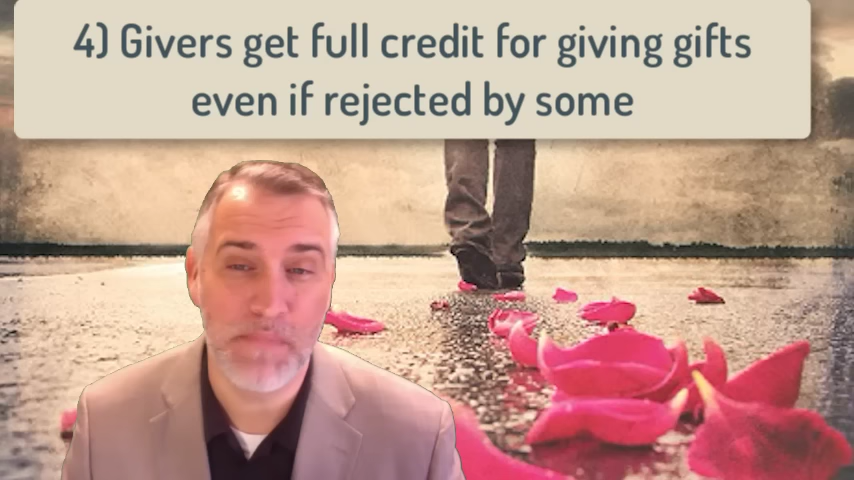 4) Givers get full credit for giving gifts
even if rejected by some